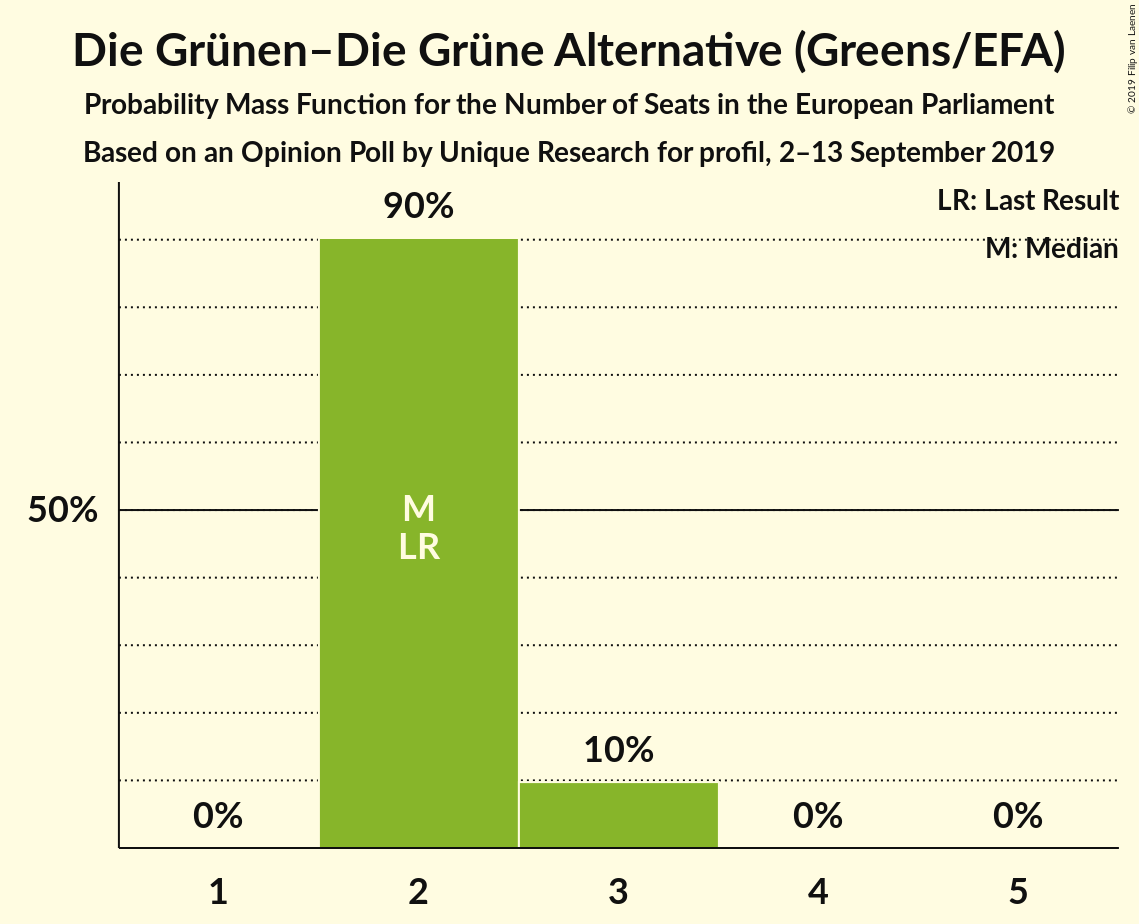 Die Grünen–Die Grüne Alternative (Greens/EFA)
Probability Mass Function for the Number of Seats in the European Parliament
Based on an Opinion Poll by Unique Research for profil, 2–13 September 2019
© 2019 Filip van Laenen
LR: Last Result
M: Median
90%
50%
M
LR
10%
0%
0%
0%
1
2
3
4
5